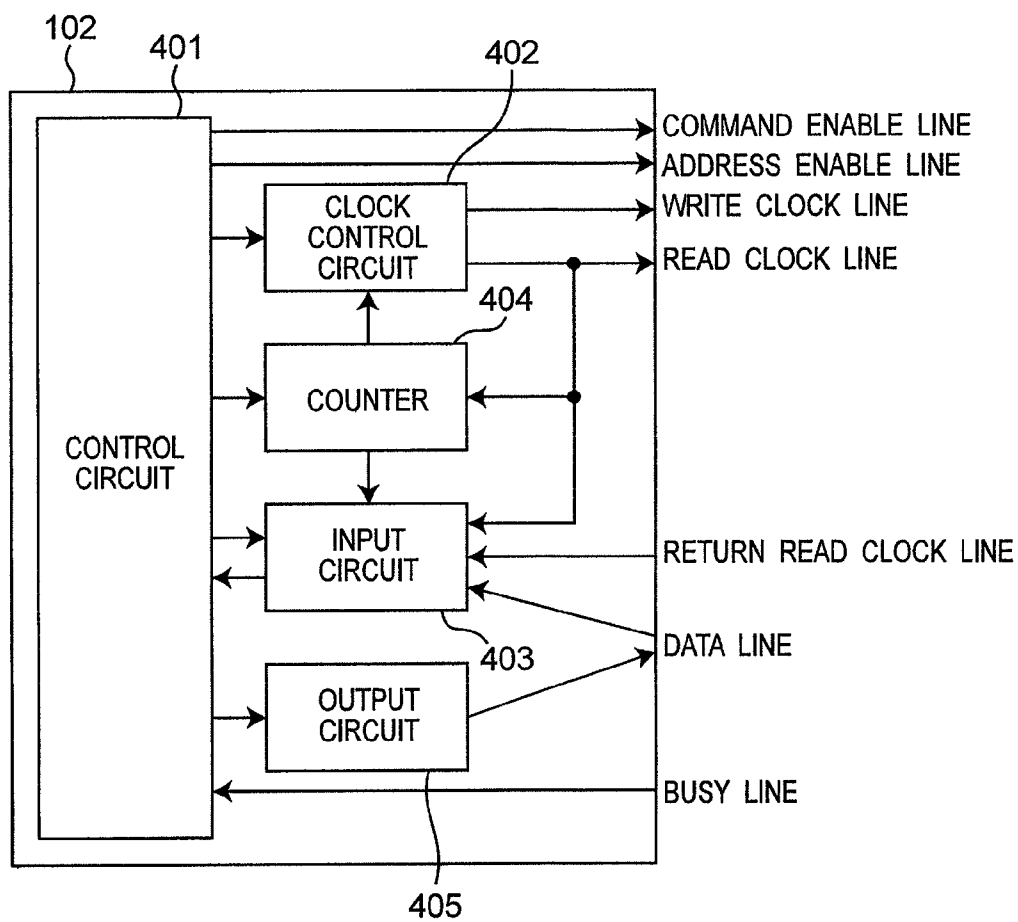 102
401
402
COMMAND ENABLE LINE
ADDRESS ENABLE LINE
CLOCK
CONTROL
CIRCUIT
WRITE CLOCK LINE
READ CLOCK LINE
404
COUNTER
CONTROL
CIRCUIT
INPUT
CIRCUIT
RETURN READ CLOCK LINE
403
DATA LINE
OUTPUT
CIRCUIT
BUSY LINE
405